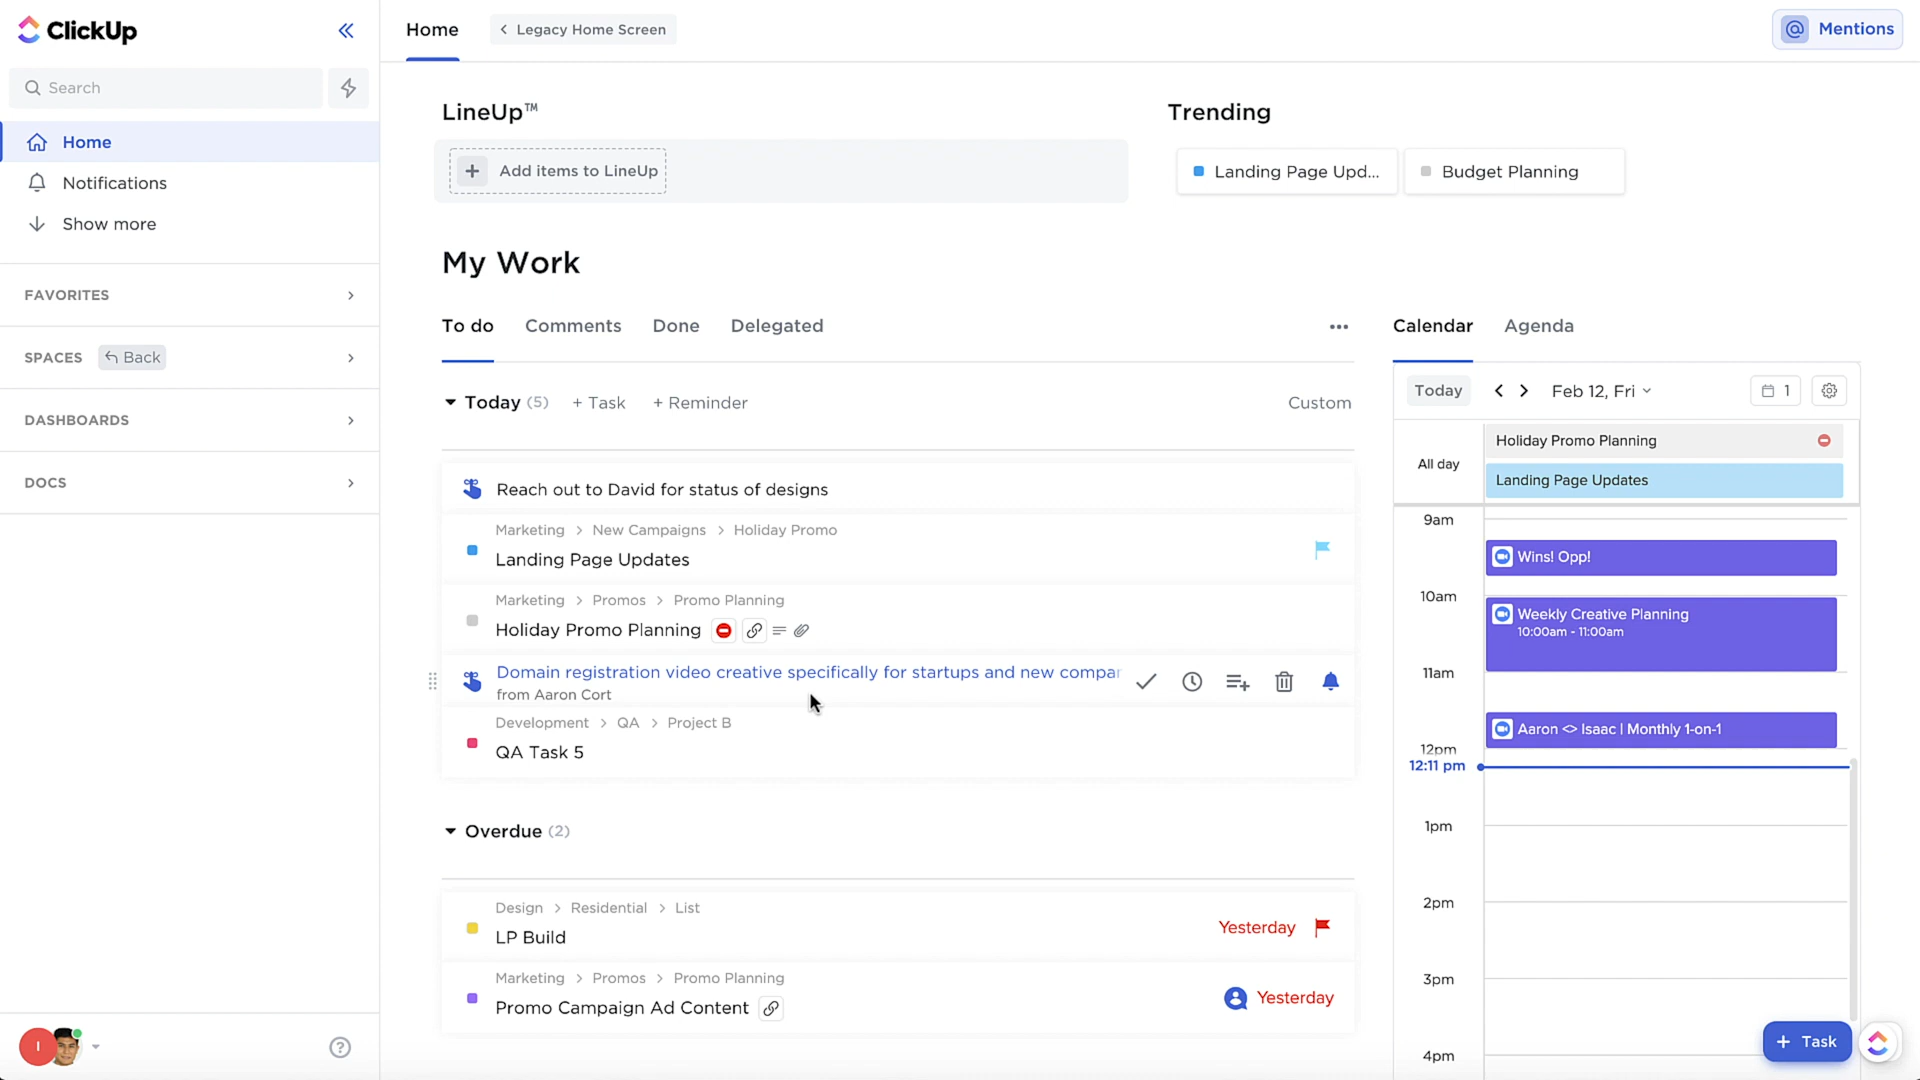 ClickUp
Search
Home
Notifications
Show more
FAVORITES
SPACES Back
DASHBOARDS
DOCS
I
Home
Legacy Home Screen
@ Mentions
LineUp™
Add items to LineUp
Trending
Landing Page Upd...
Budget Planning
My Work
To do Comments Done Delegated
Today (5) + Task + Reminder Custom
Reach out to David for status of designs
Marketing > New Campaigns > Holiday Promo
Landing Page Updates
Marketing > Promos > Promo Planning
Holiday Promo Planning
Domain registration video creative specifically for startups and new compar
from Aaron Cort
Development > QA > Project B
QA Task 5
Overdue (2)
Design > Residential > List
LP Build
Yesterday
Marketing > Promos > Promo Planning
Promo Campaign Ad Content
Yesterday
Calendar Agenda
Today Feb 12, Fri 1
All day
Holiday Promo Planning
Landing Page Updates
9am
Wins! Opp!
10am
Weekly Creative Planning
10:00am - 11:00am
11am
Aaron <> Isaac | Monthly 1-on-1
12pm
12:11 pm
1pm
2pm
3pm
4pm
+ Task